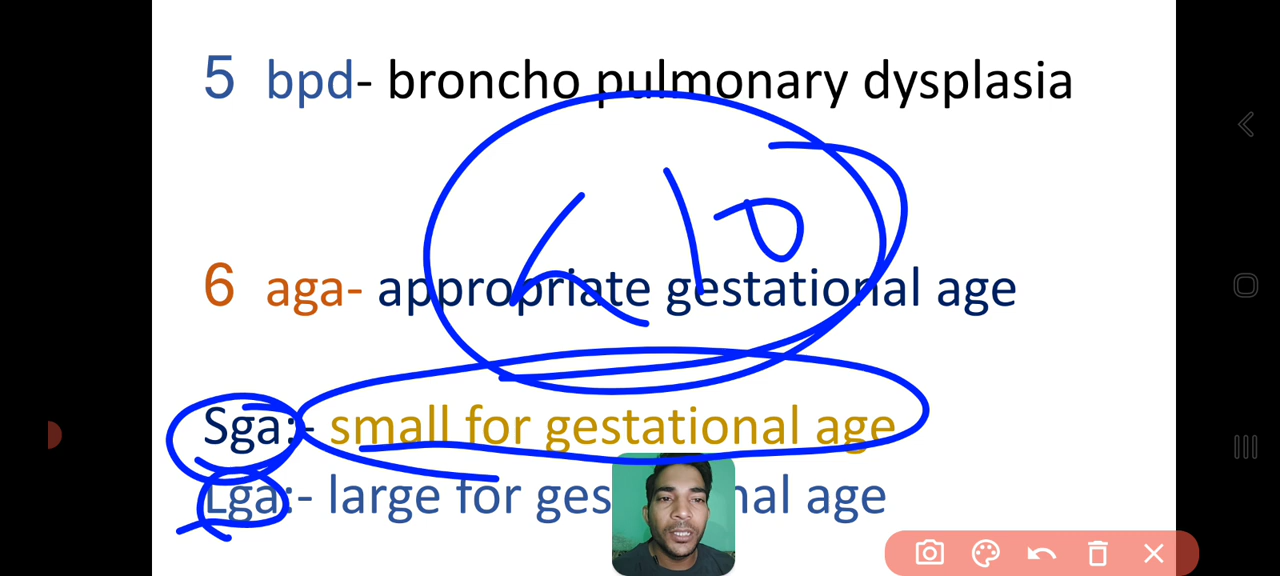 5 bpd- broncho pulmonary dysplasia
<10
6 aga- appropriate gestational age
Sga:- small for gestational age
Lga:- large for ges nal age